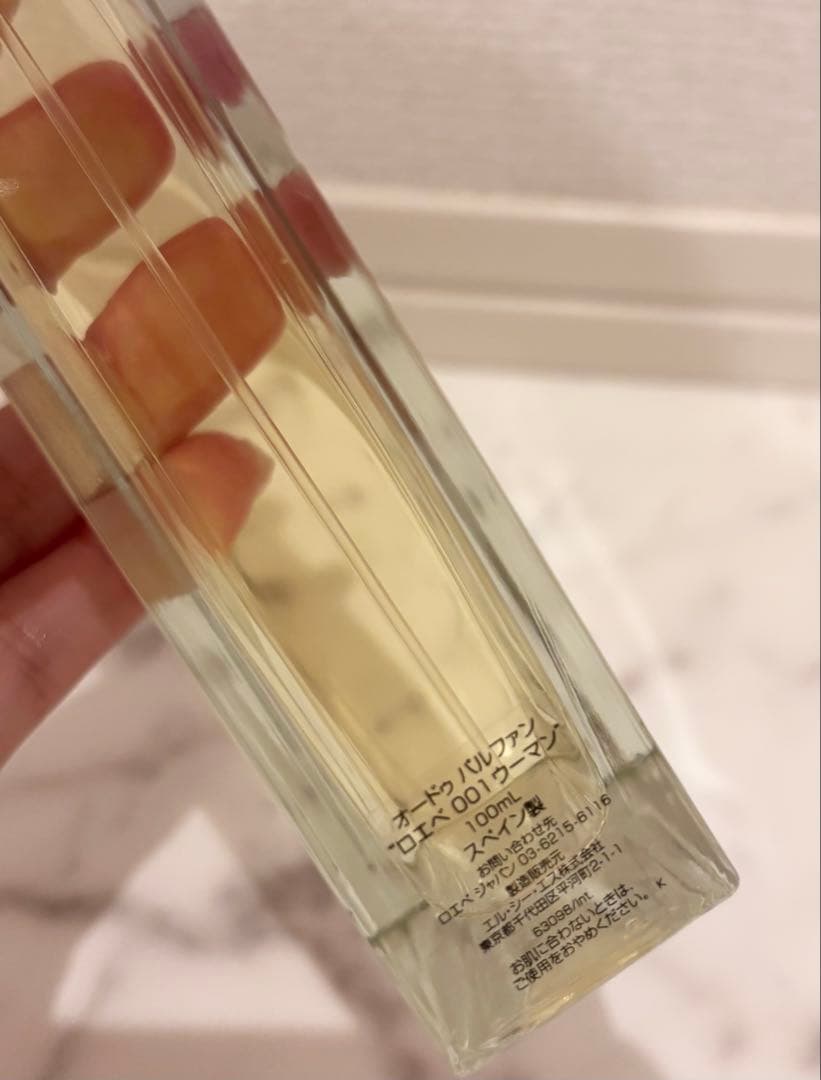 オードゥ パルファン
"ロエベ 001ウーマン"
100mL
スペイン製
お問い合わせ先
ロエベ ジャパン 03-6215-6116
製造販売元
エル・シー・エス株式会社
東京都千代田区平河町2-1-1
63098/Int. K
お肌に合わないときは、
ご使用をおやめください。